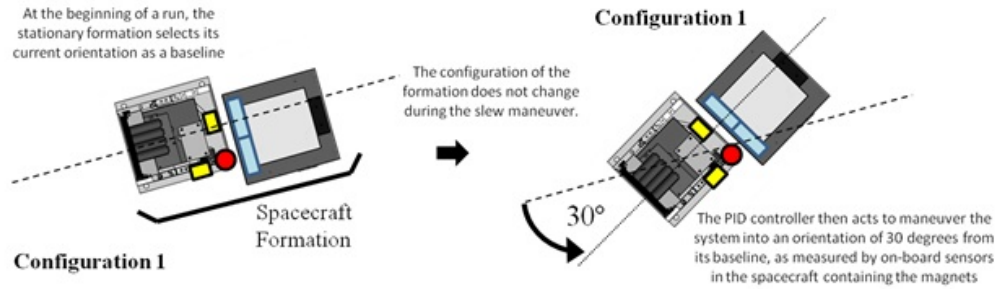 At the beginning of a run, the
stationary formation selects its
current orientation as a baseline
Spacecraft
Formation
Configuration 1
The configuration of the
formation does not change
during the slew maneuver.
Configuration 1
30°
The PID controller then acts to maneuver the
system into an orientation of 30 degrees from
its baseline, as measured by on-board sensors
in the spacecraft containing the magnets